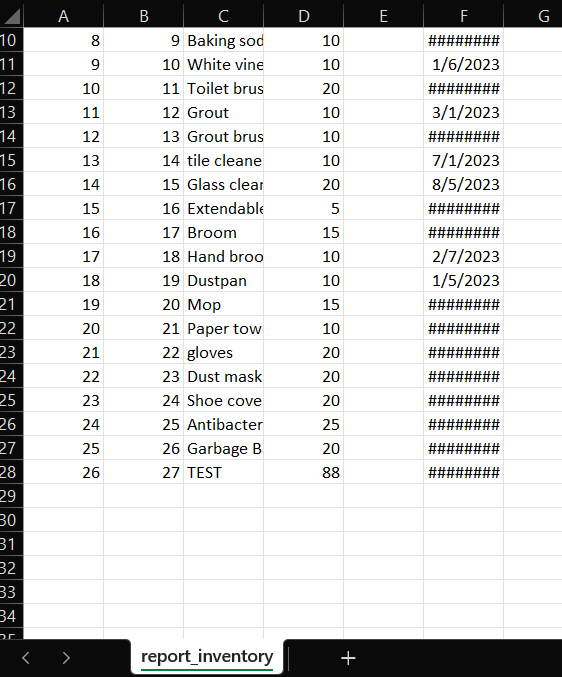 A B C D E F G
10 8 9 Baking sod 10 ########
11 9 10 White vine 10 1/6/2023
12 10 11 Toilet brus 20 ########
13 11 12 Grout 10 3/1/2023
14 12 13 Grout brus 10 ########
15 13 14 tile cleane 10 7/1/2023
16 14 15 Glass clear 20 8/5/2023
17 15 16 Extendable 5 ########
18 16 17 Broom 15 ########
19 17 18 Hand broo 10 2/7/2023
20 18 19 Dustpan 10 1/5/2023
21 19 20 Mop 15 ########
22 20 21 Paper tow 10 ########
23 21 22 gloves 20 ########
24 22 23 Dust mask 20 ########
25 23 24 Shoe cove 20 ########
26 24 25 Antibacter 25 ########
27 25 26 Garbage B 20 ########
28 26 27 TEST 88 ########
29
30
31
32
33
34
35
report_inventory